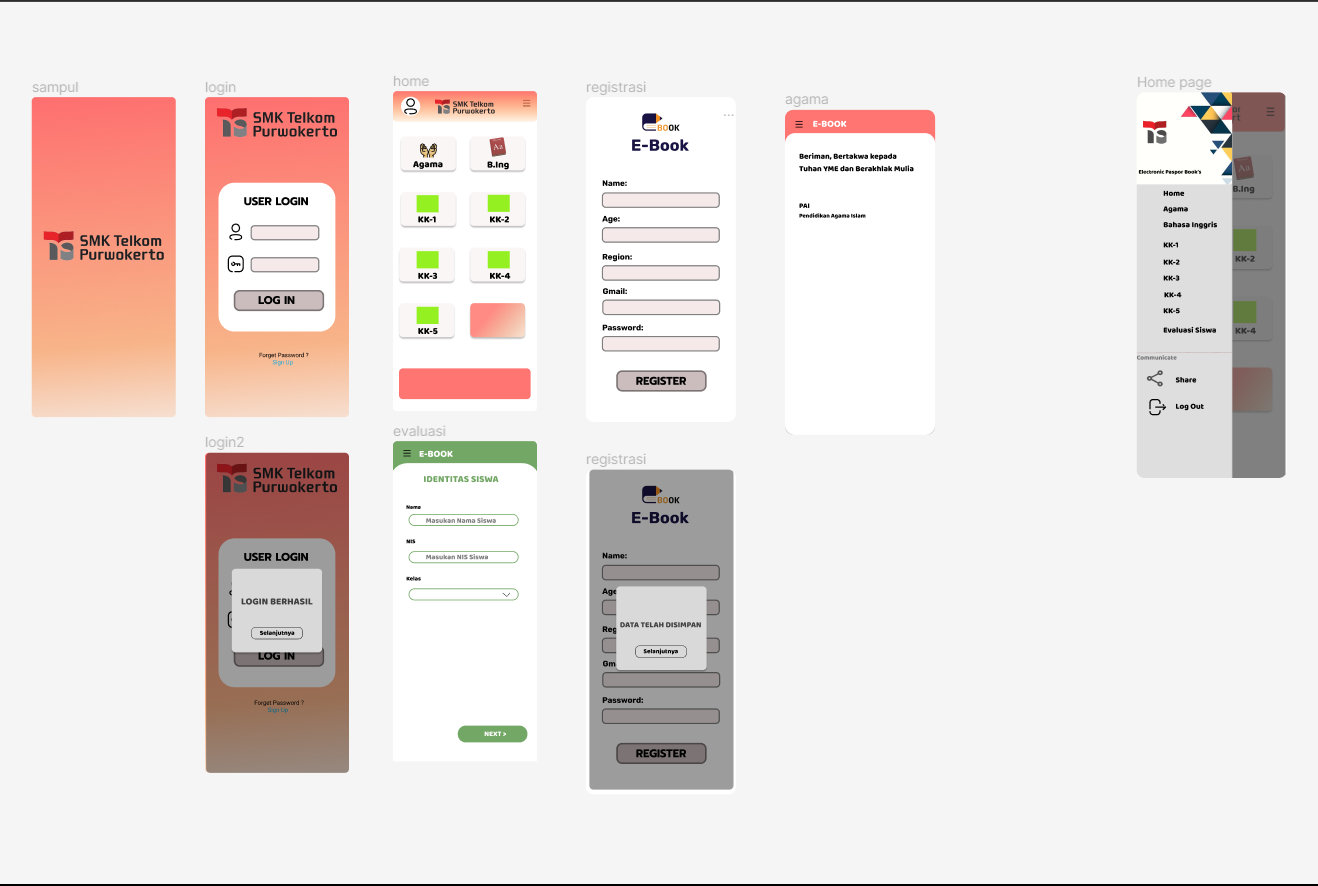 sampul
SMK Telkom
Purwokerto
login
SMK Telkom
Purwokerto
USER LOGIN
LOG IN
Forget Password ?
Sign Up
home
SMK Telkom
Purwokerto
Agama
B.Ing
KK-1
KK-2
KK-3
KK-4
KK-5
registrasi
BOOK
E-Book
Name:
Age:
Region:
Gmail:
Password:
REGISTER
agama
E-BOOK
Beriman, Bertakwa kepada
Tuhan YME dan Berakhlak Mulia
PAI
Pendidikan Agama Islam
Home page
Electronic Paspor Book's
Home
Agama
Bahasa Inggris
KK-1
KK-2
KK-3
KK-4
KK-5
Evaluasi Siswa
Communicate
Share
Log Out
B.Ing
KK-2
KK-4
login2
SMK Telkom
Purwokerto
USER LOGIN
LOGIN BERHASIL
Selanjutnya
LOG IN
Forget Password ?
Sign Up
evaluasi
E-BOOK
IDENTITAS SISWA
Nama
Masukan Nama Siswa
NIS
Masukan NIS Siswa
Kelas
NEXT >
registrasi
BOOK
E-Book
Name:
Age
Reg
Gm
DATA TELAH DISIMPAN
Selanjutnya
Password:
REGISTER